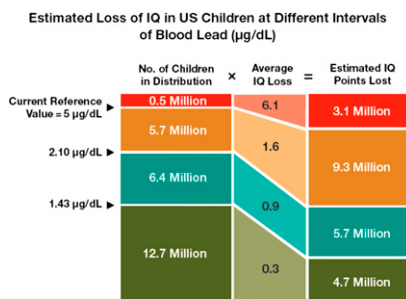 Estimated Loss of IQ in US Children at Different Intervals
of Blood Lead (µg/dL)
No. of Children
in Distribution
×
Average
IQ Loss
=
Estimated IQ
Points Lost
Current Reference
Value = 5 µg/dL
0.5 Million
6.1
3.1 Million
5.7 Million
1.6
9.3 Million
2.10 µg/dL
6.4 Million
0.9
5.7 Million
1.43 µg/dL
12.7 Million
0.3
4.7 Million